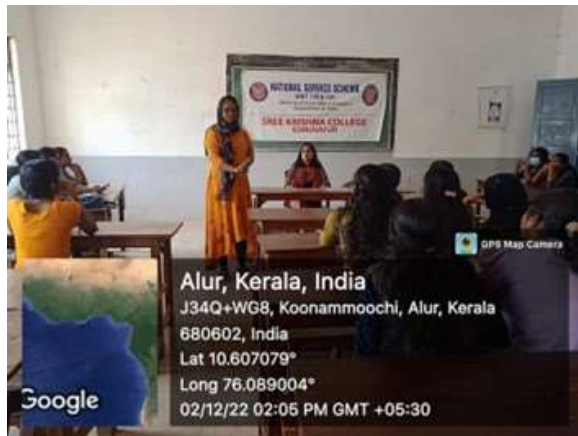 NATIONAL SERVICE SCHEME
SREE KRISHNA COLLEGE
GURUVAYUR
GPS Map Camera
Alur, Kerala, India
J34Q+WG8, Koonammoochi, Alur, Kerala
680602, India
Lat 10.607079°
Long 76.089004°
02/12/22 02:05 PM GMT +05:30
Google